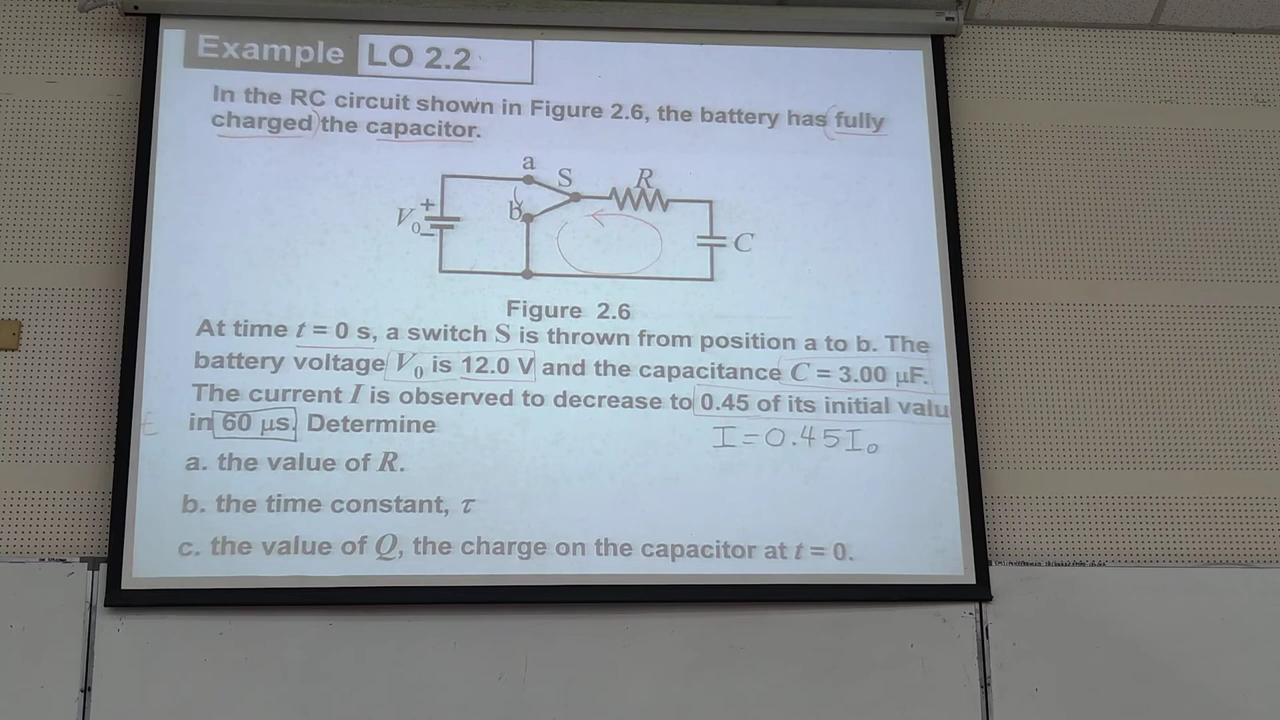 Example LO 2.2
In the RC circuit shown in Figure 2.6, the battery has fully
charged the capacitor.
a
S
R
+
b
V₀
−
C
Figure 2.6
At time t = 0 s, a switch S is thrown from position a to b. The
battery voltage V₀ is 12.0 V and the capacitance C = 3.00 μF.
The current I is observed to decrease to 0.45 of its initial valu
t in 60 μs. Determine
I=0.45I₀
a. the value of R.
b. the time constant, τ
c. the value of Q, the charge on the capacitor at t = 0.